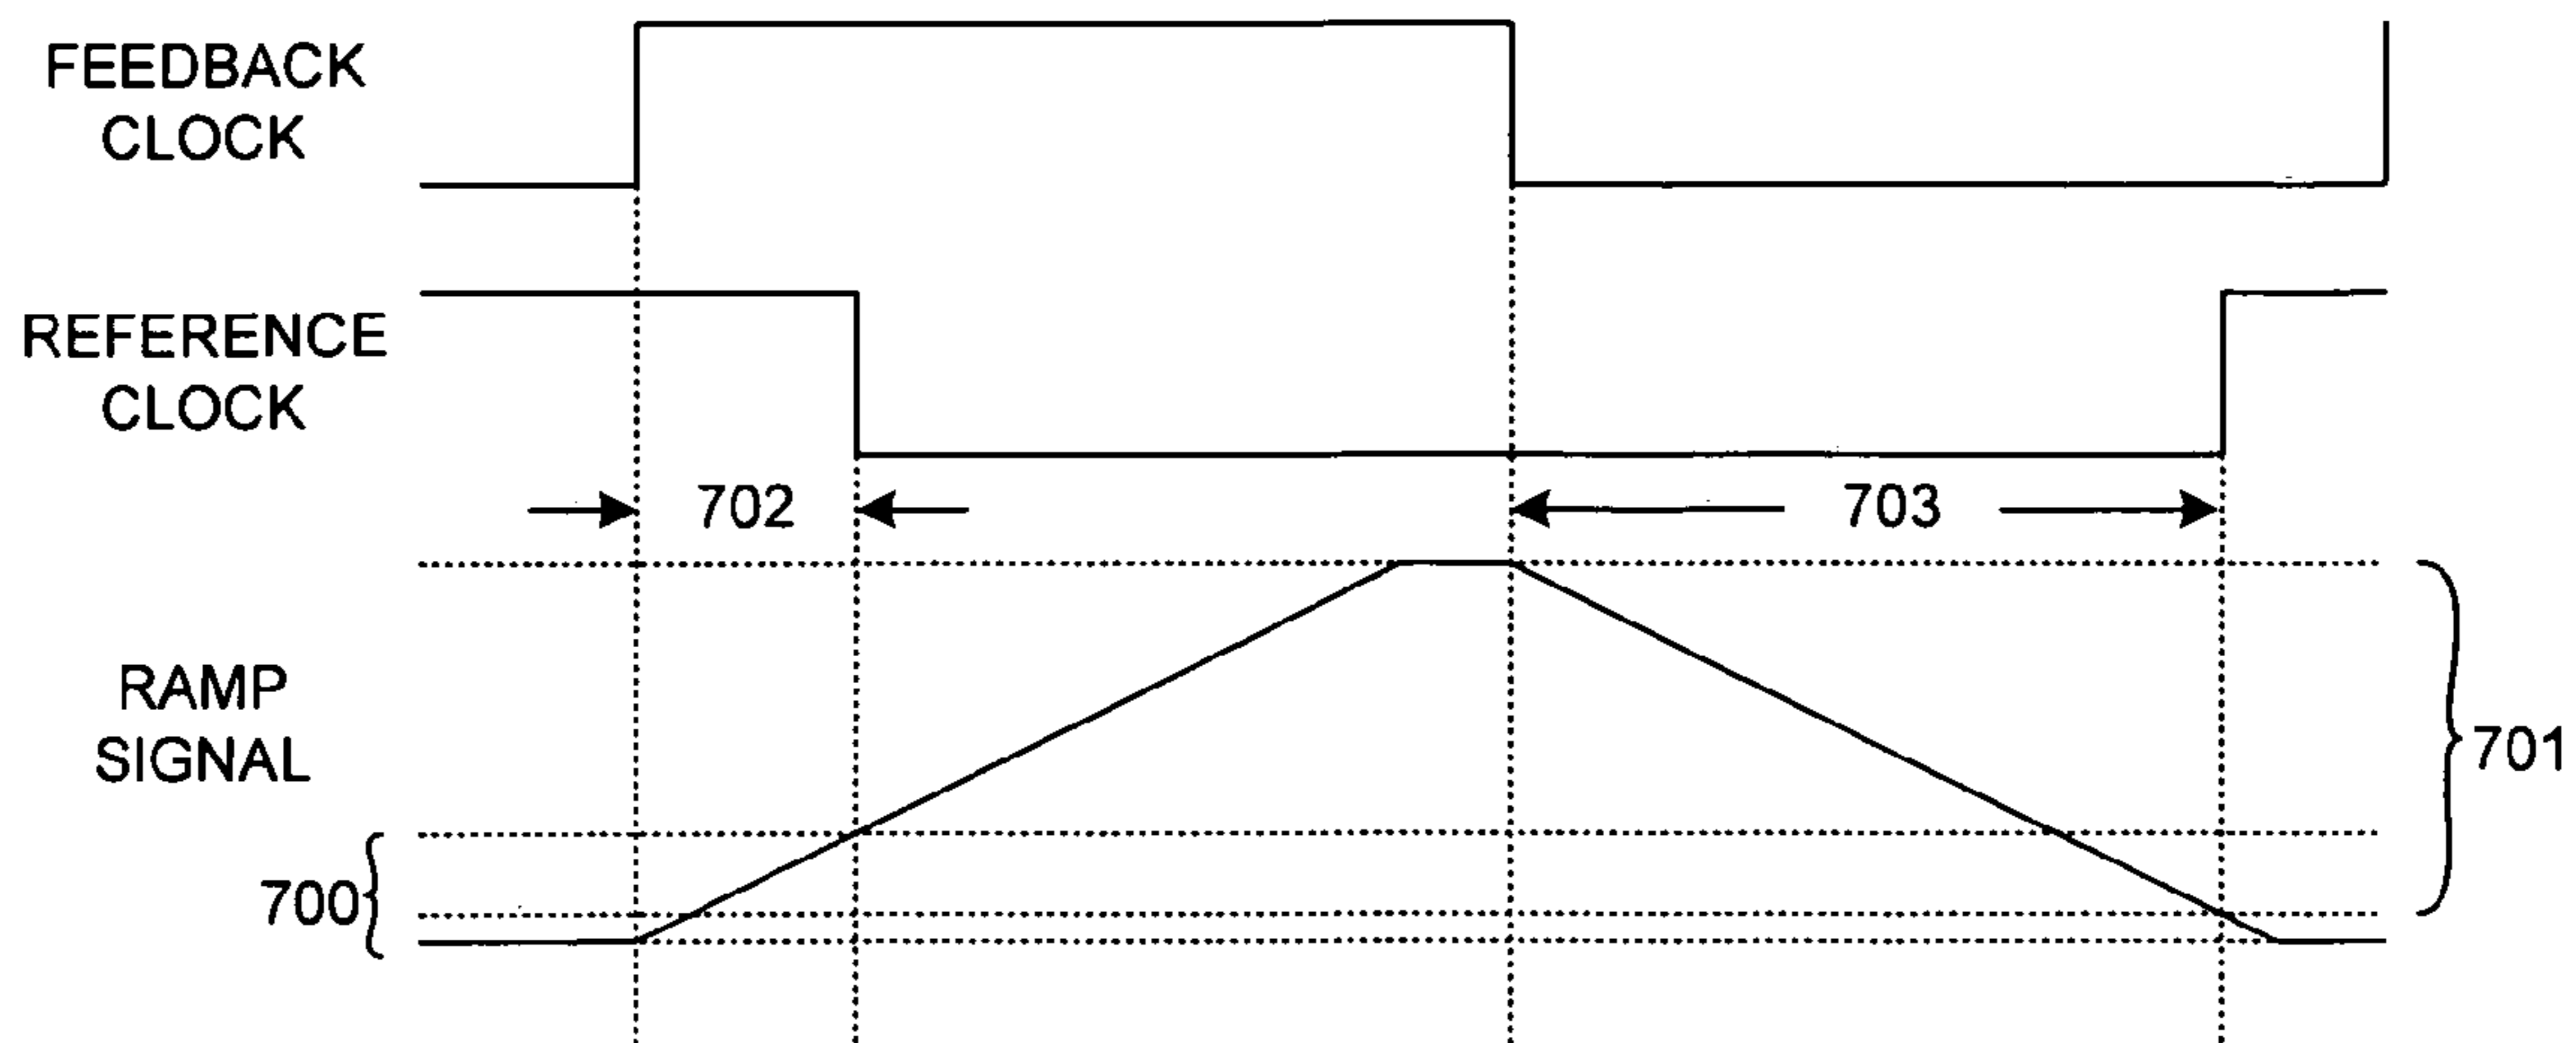 FEEDBACK
CLOCK
REFERENCE
CLOCK
702
703
RAMP
SIGNAL
701
700